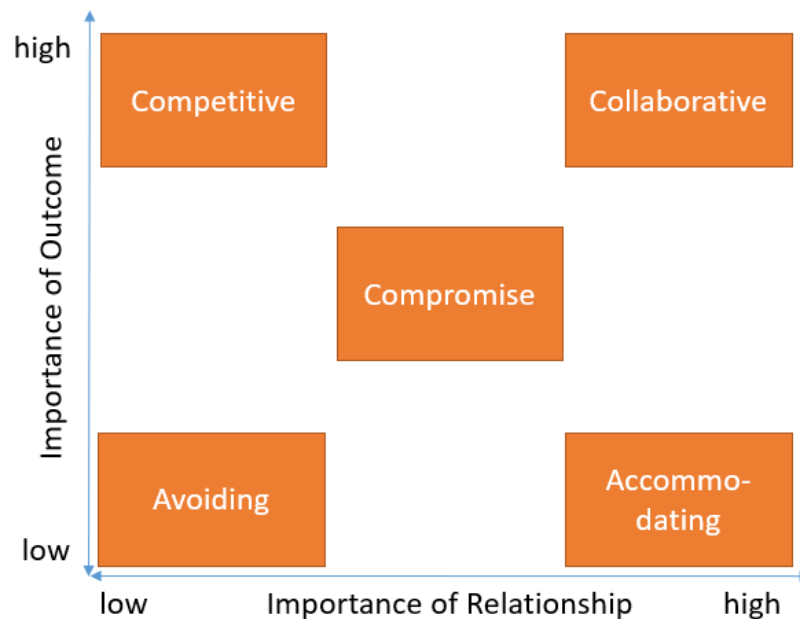 high
Competitive
Collaborative
Importance of Outcome
Compromise
Avoiding
Accommo-
dating
low
low
Importance of Relationship
high